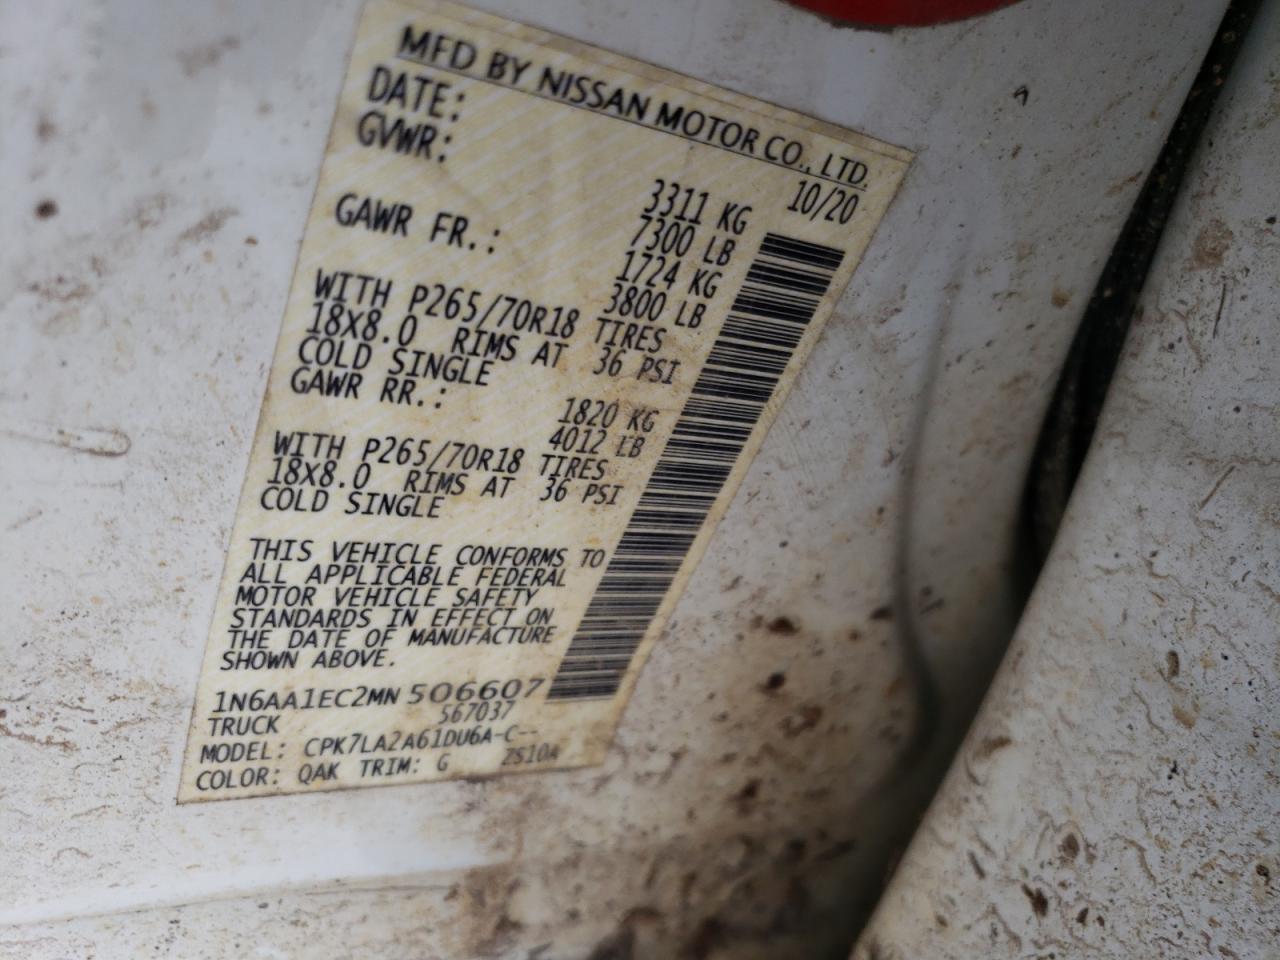 MFD BY NISSAN MOTOR CO., LTD.
DATE: 10/20
GVWR: 3311 KG
7300 LB
GAWR FR.: 1724 KG
3800 LB
WITH P265/70R18 TIRES
18X8.0 RIMS AT 36 PSI
COLD SINGLE
GAWR RR.: 1820 KG
4012 LB
WITH P265/70R18 TIRES
18X8.0 RIMS AT 36 PSI
COLD SINGLE
THIS VEHICLE CONFORMS TO
ALL APPLICABLE FEDERAL
MOTOR VEHICLE SAFETY
STANDARDS IN EFFECT ON
THE DATE OF MANUFACTURE
SHOWN ABOVE.
1N6AA1EC2MN506607
TRUCK 567037
MODEL: CPK7LA2A61DU6A-C--
COLOR: QAK TRIM: G ZS10A